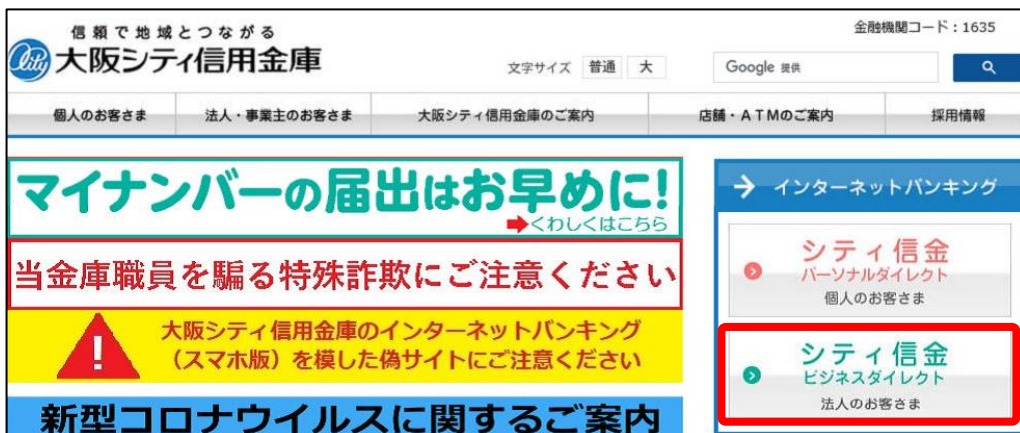 信頼で地域とつながる
City 大阪シティ信用金庫
金融機関コード：1635
文字サイズ 普通 大 Google 提供
個人のお客さま 法人・事業主のお客さま 大阪シティ信用金庫のご案内 店舗・ATMのご案内 採用情報
マイナンバーの届出はお早めに!
➡くわしくはこちら
当金庫職員を騙る特殊詐欺にご注意ください
大阪シティ信用金庫のインターネットバンキング
（スマホ版）を模した偽サイトにご注意ください
新型コロナウイルスに関するご案内
→ インターネットバンキング
シティ信金
パーソナルダイレクト
個人のお客さま
シティ信金
ビジネスダイレクト
法人のお客さま